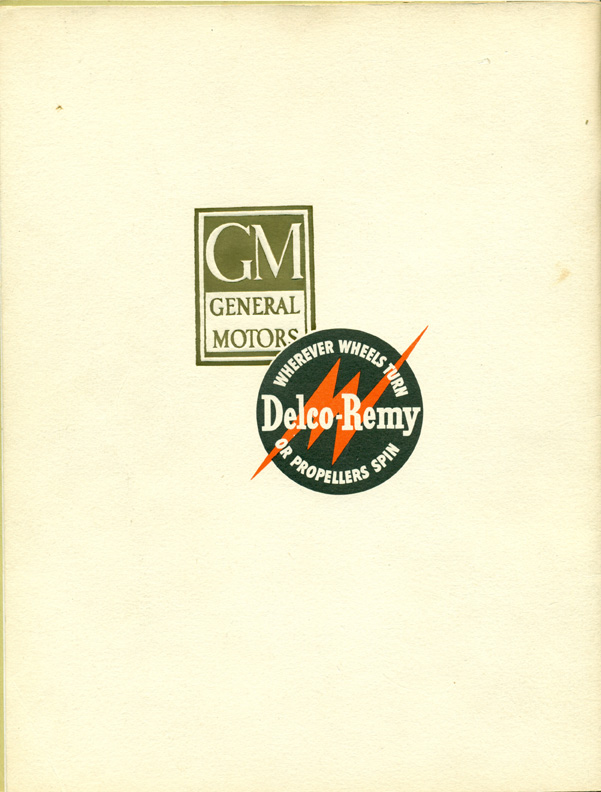 GM
GENERAL
MOTORS
WHEREVER WHEELS TURN
Delco-Remy
OR PROPELLERS SPIN